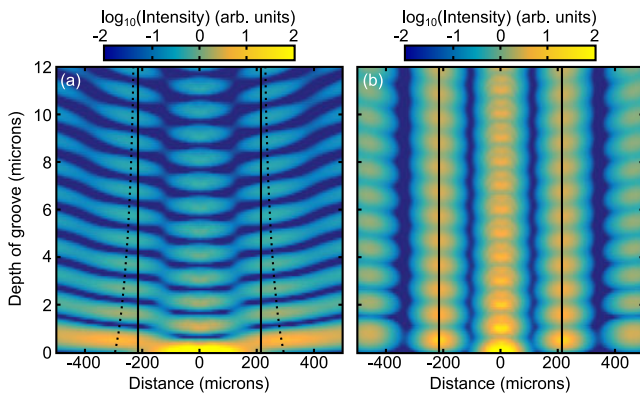 log10(Intensity) (arb. units) log10(Intensity) (arb. units)
-2 -1 0 1 2 -2 -1 0 1 2
12 (a) (b)
10
8
6
4
2
0
Depth of groove (microns)
-400 -200 0 200 400 -400 -200 0 200 400
Distance (microns) Distance (microns)